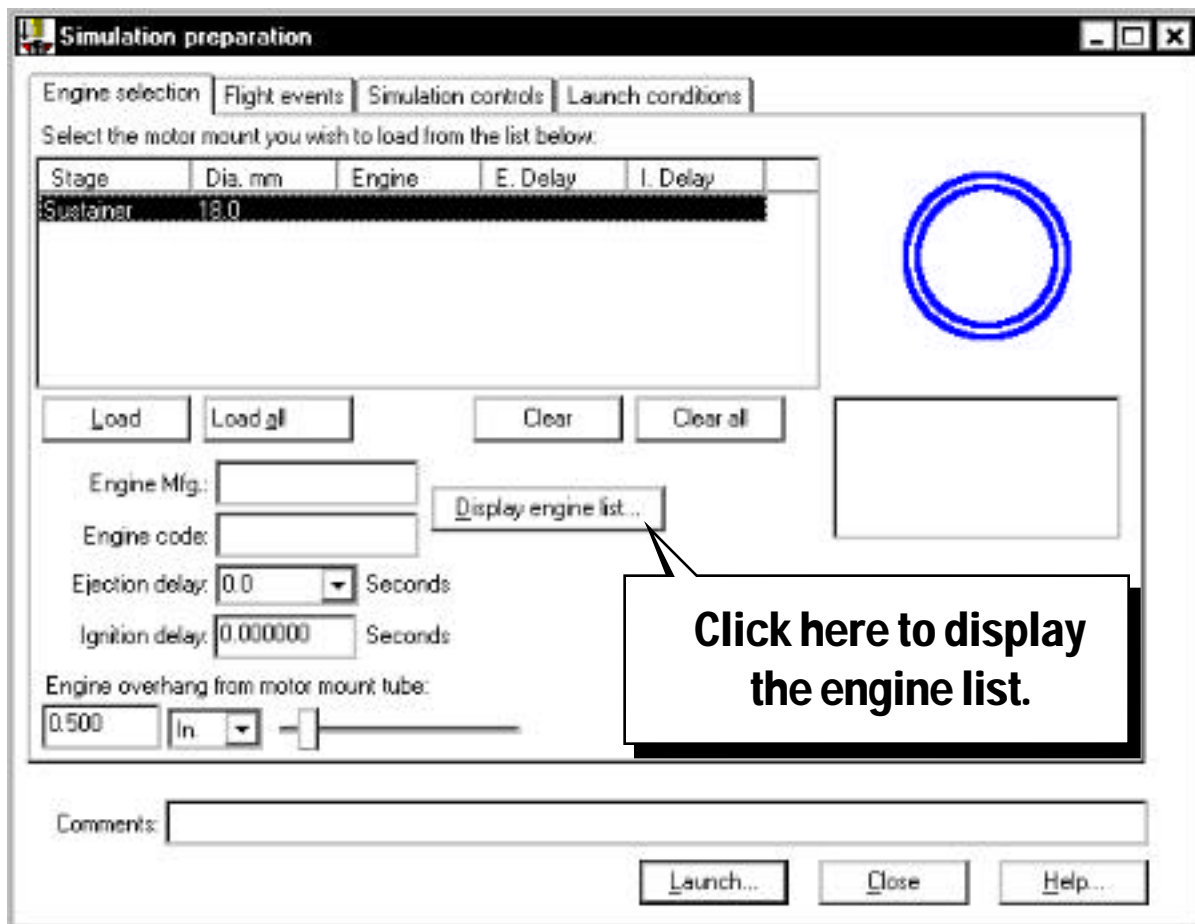 Simulation preparation
Engine selection Flight events Simulation controls Launch conditions
Select the motor mount you wish to load from the list below:
Stage Dia. mm Engine E. Delay I. Delay
Sustainer 18.0
Load Load all Clear Clear all
Engine Mfg.:
Display engine list...
Engine code:
Ejection delay: 0.0 Seconds
Ignition delay: 0.000000 Seconds
Click here to display
the engine list.
Engine overhang from motor mount tube:
0.500 In.
Comments:
Launch... Close Help...